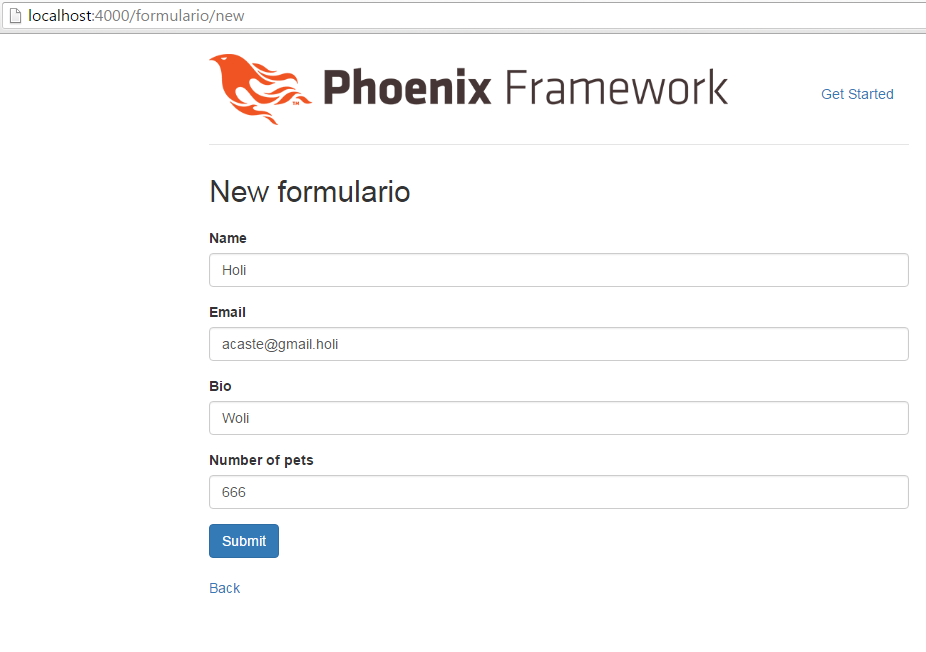 localhost:4000/formulario/new
Phoenix Framework
SM
Get Started
New formulario
Name
Holi
Email
acaste@gmail.holi
Bio
Woli
Number of pets
666
Submit
Back